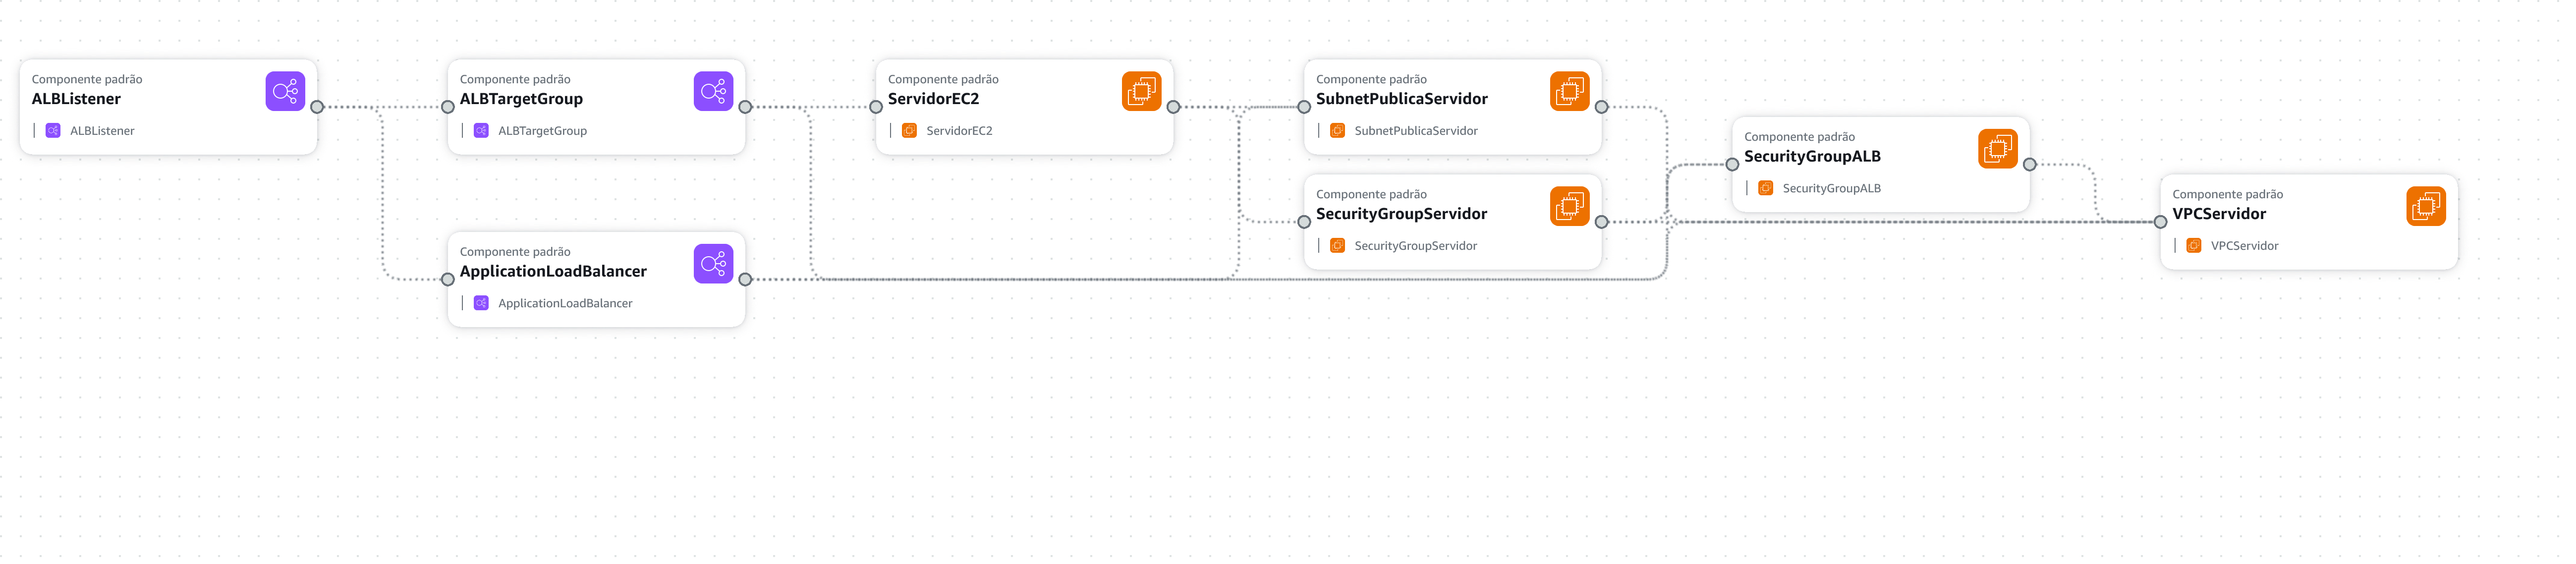 Componente padrão
ALBListener
ALBListener
Componente padrão
ALBTargetGroup
ALBTargetGroup
Componente padrão
ApplicationLoadBalancer
ApplicationLoadBalancer
Componente padrão
ServidorEC2
ServidorEC2
Componente padrão
SubnetPublicaServidor
SubnetPublicaServidor
Componente padrão
SecurityGroupServidor
SecurityGroupServidor
Componente padrão
SecurityGroupALB
SecurityGroupALB
Componente padrão
VPCServidor
VPCServidor